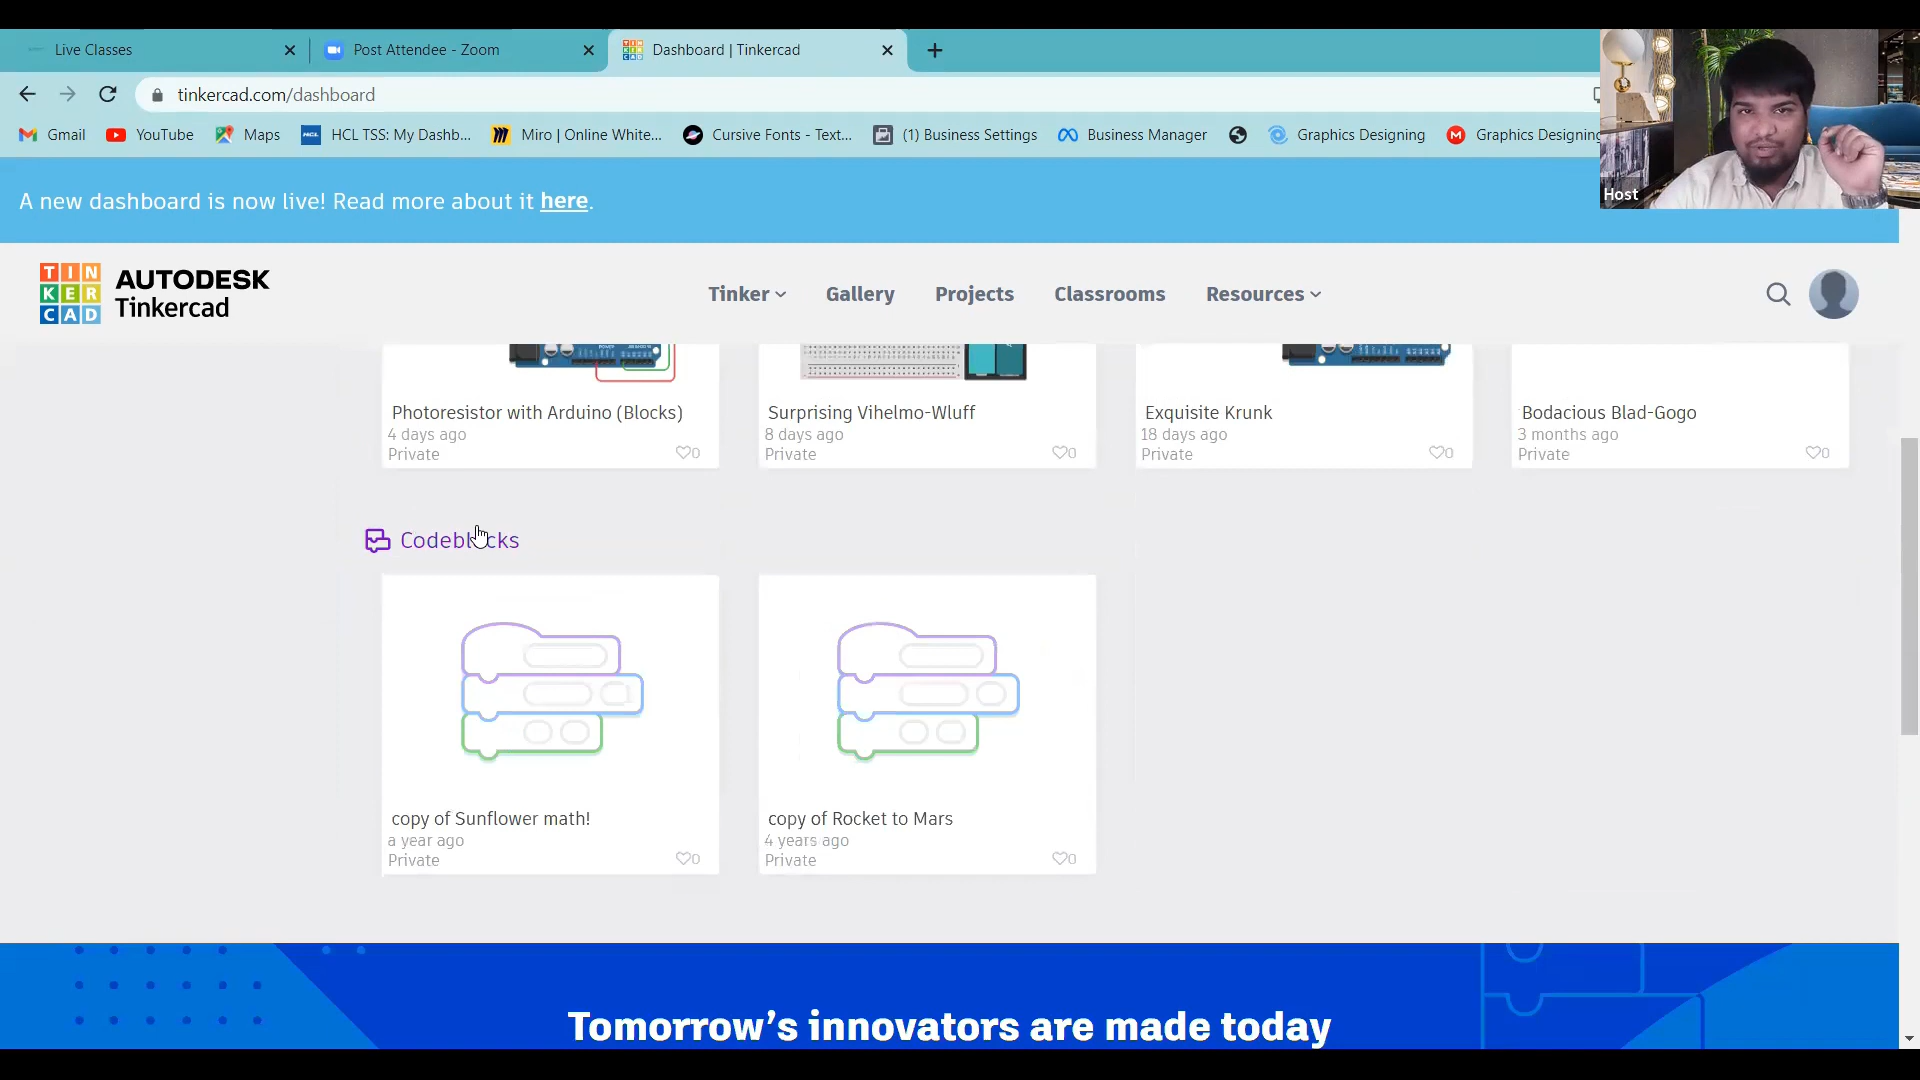 Live Classes
Post Attendee - Zoom
Dashboard | Tinkercad
tinkercad.com/dashboard
Gmail
YouTube
Maps
HCL
HCL TSS: My Dashb...
Miro | Online White...
Cursive Fonts - Text...
(1) Business Settings
Business Manager
Graphics Designing
M
Graphics Designing
Host
A new dashboard is now live! Read more about it here.
TIN
KER
CAD
AUTODESK
Tinkercad
Tinker
Gallery
Projects
Classrooms
Resources
Photoresistor with Arduino (Blocks)
4 days ago
Private
0
Surprising Vihelmo-Wluff
8 days ago
Private
0
Exquisite Krunk
18 days ago
Private
0
Bodacious Blad-Gogo
3 months ago
Private
0
Codeblocks
copy of Sunflower math!
a year ago
Private
0
copy of Rocket to Mars
4 years ago
Private
0
Tomorrow's innovators are made today